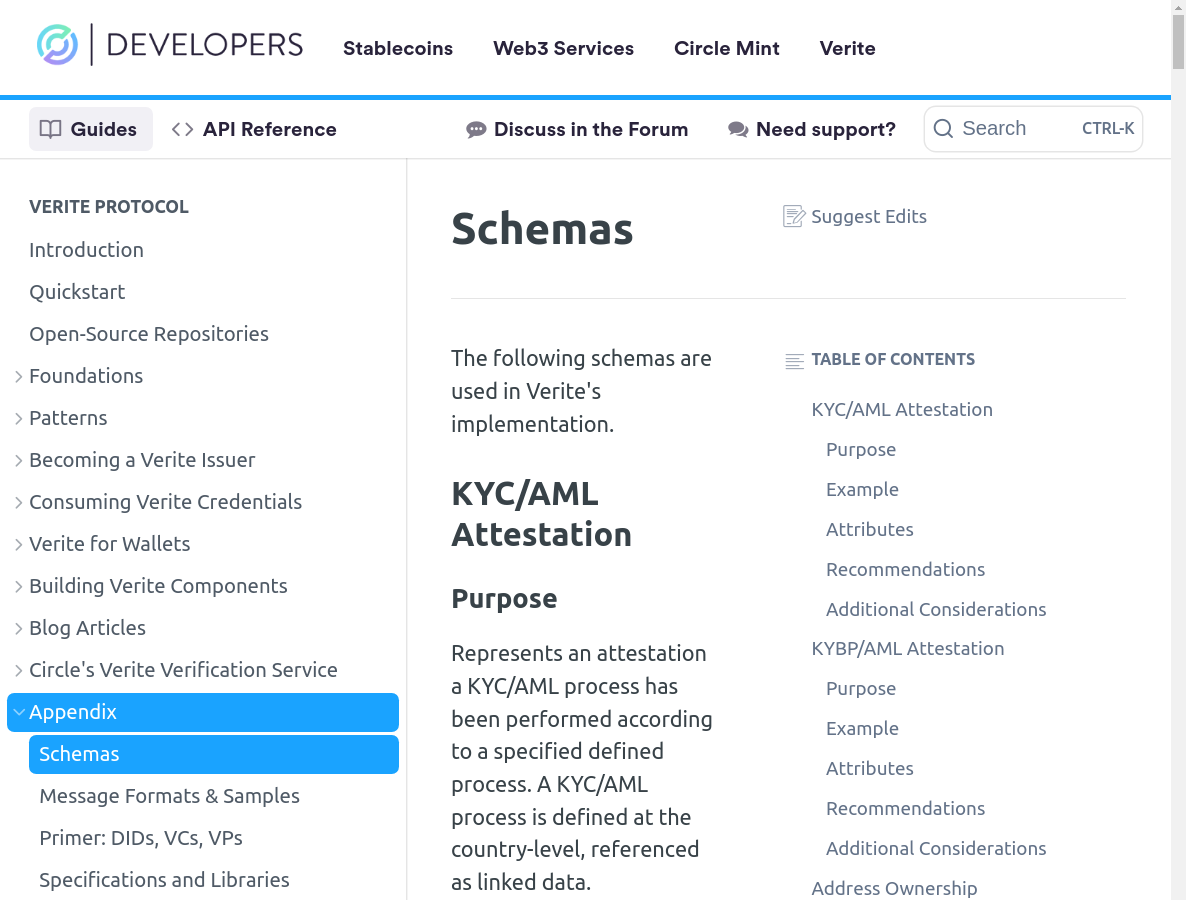 DEVELOPERS
Stablecoins
Web3 Services
Circle Mint
Verite
Guides
API Reference
Discuss in the Forum
Need support?
Search
CTRL-K
VERITE PROTOCOL
Introduction
Quickstart
Open-Source Repositories
Foundations
Patterns
Becoming a Verite Issuer
Consuming Verite Credentials
Verite for Wallets
Building Verite Components
Blog Articles
Circle's Verite Verification Service
Appendix
Schemas
Message Formats & Samples
Primer: DIDs, VCs, VPs
Specifications and Libraries
Schemas
Suggest Edits
The following schemas are
used in Verite's
implementation.
KYC/AML
Attestation
Purpose
Represents an attestation
a KYC/AML process has
been performed according
to a specified defined
process. A KYC/AML
process is defined at the
country-level, referenced
as linked data.
TABLE OF CONTENTS
KYC/AML Attestation
Purpose
Example
Attributes
Recommendations
Additional Considerations
KYBP/AML Attestation
Purpose
Example
Attributes
Recommendations
Additional Considerations
Address Ownership